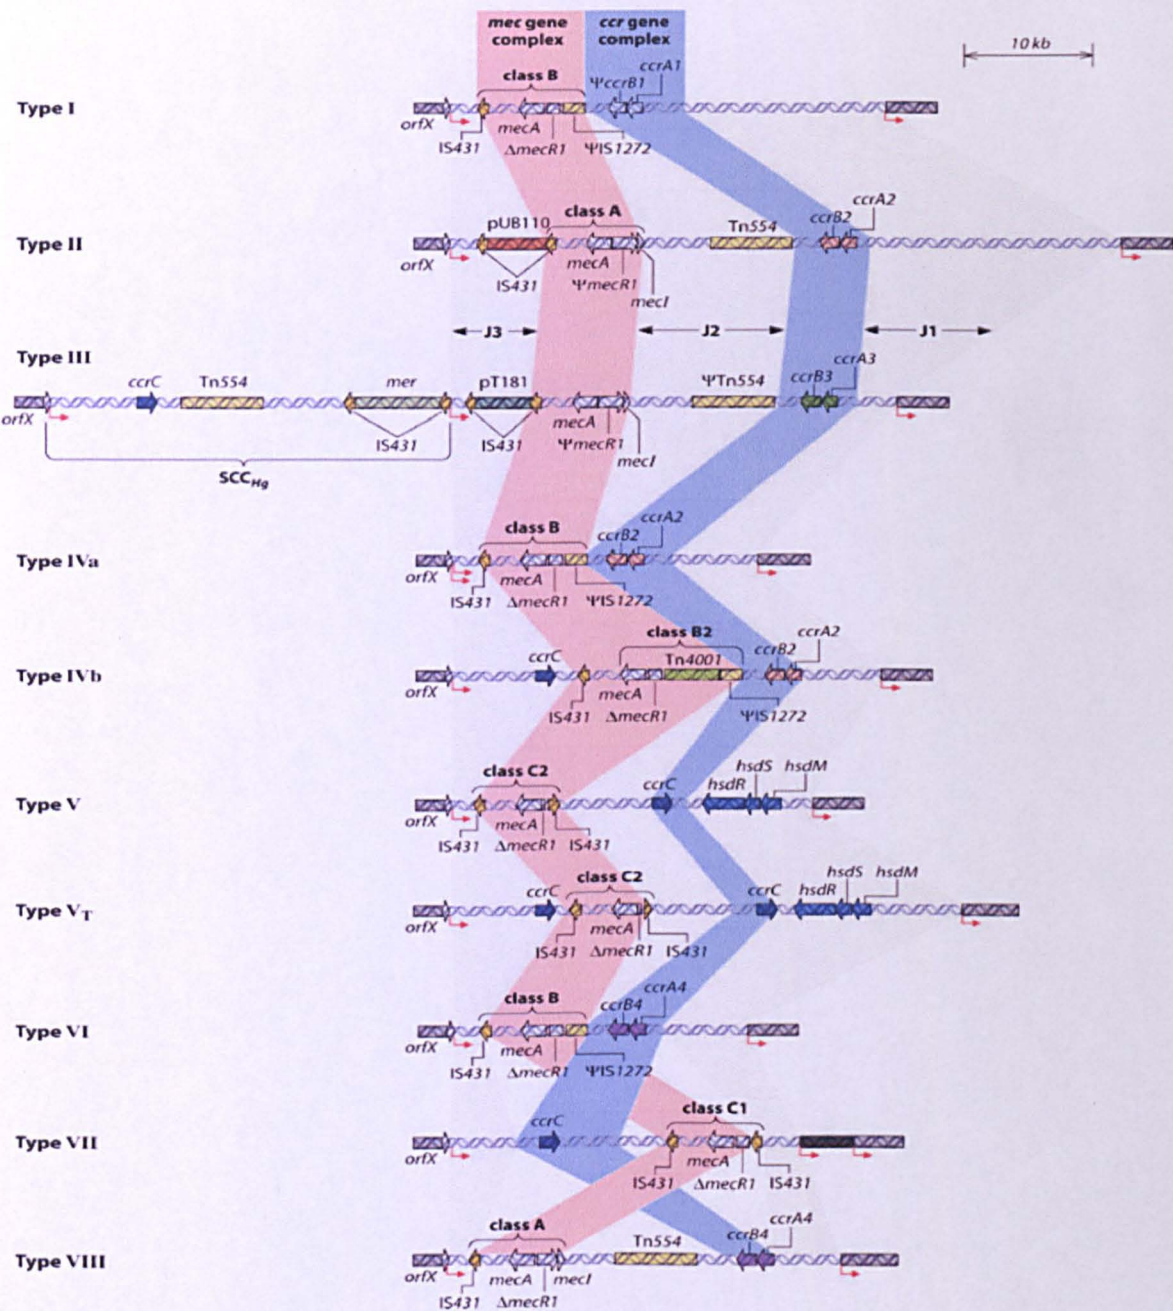 mec gene
complex
ccr gene
complex
10 kb
class B
ΨccrB1
ccrA1
Type I
orfX
IS431
mecA
ΔmecR1
ΨIS1272
class A
ccrA2
pUB110
Tn554
ccrB2
Type II
orfX
IS431
mecA
ΨmecR1
mecI
J3
J2
J1
Type III
ccrC
Tn554
mer
pT181
ΨTn554
ccrB3
ccrA3
orfX
IS431
IS431
mecA
ΨmecR1
mecI
SCCHg
class B
ccrB2
ccrA2
Type IVa
orfX
IS431
mecA
ΔmecR1
ΨIS1272
class B2
ccrA2
ccrC
Tn4001
ccrB2
Type IVb
orfX
IS431
mecA
ΔmecR1
ΨIS1272
class C2
ccrC
hsdR
hsdS
hsdM
Type V
orfX
IS431
mecA
ΔmecR1
IS431
class C2
ccrC
ccrC
hsdR
hsdS
hsdM
Type VT
orfX
IS431
mecA
ΔmecR1
IS431
class B
ccrB4
ccrA4
Type VI
orfX
IS431
mecA
ΔmecR1
ΨIS1272
class C1
ccrC
Type VII
orfX
IS431
mecA
ΔmecR1
IS431
class A
Tn554
ccrB4
ccrA4
Type VIII
orfX
IS431
mecA
ΔmecR1
mecI